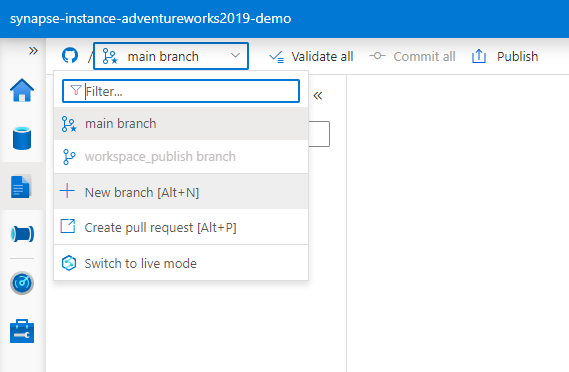 synapse-instance-adventureworks2019-demo
/ main branch Validate all Commit all Publish
Filter...
main branch
workspace_publish branch
New branch [Alt+N]
Create pull request [Alt+P]
Switch to live mode